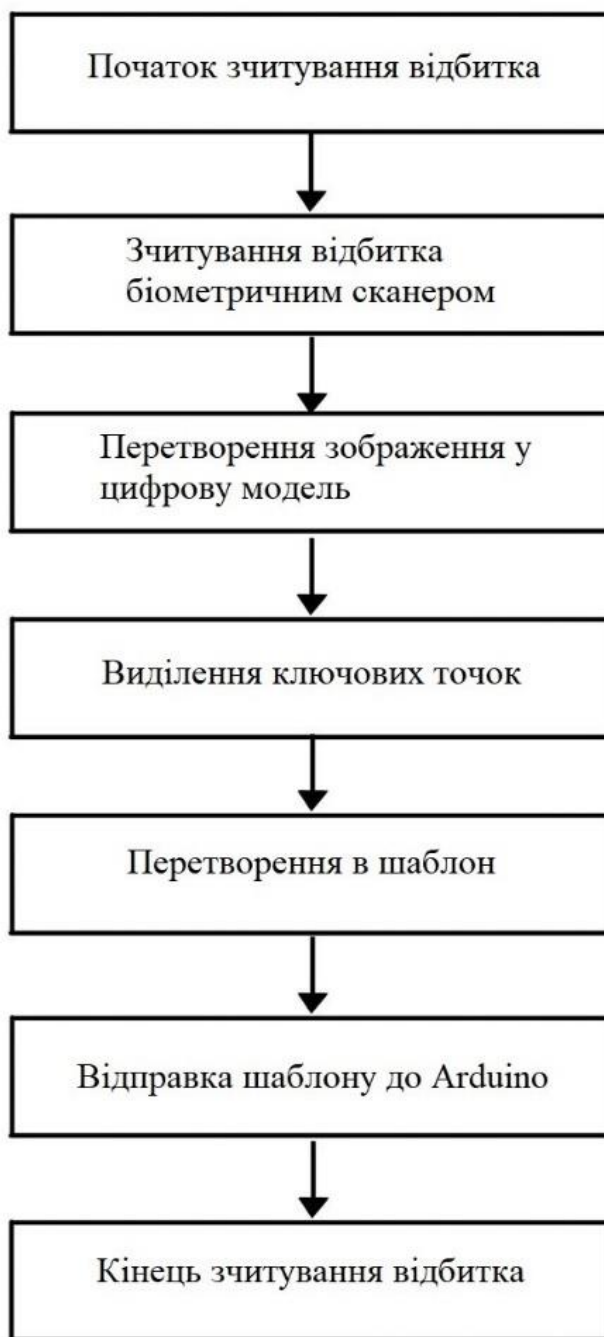 Початок зчитування відбитка
Зчитування відбитка
біометричним сканером
Перетворення зображення у
цифрову модель
Виділення ключових точок
Перетворення в шаблон
Відправка шаблону до Arduino
Кінець зчитування відбитка